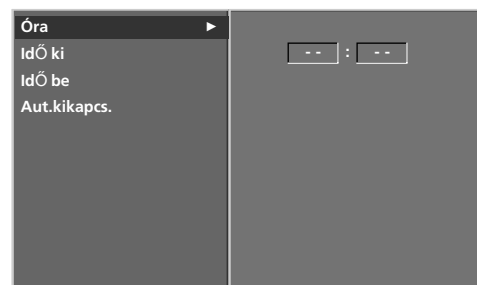 Óra ►
- - : - -
IdŐ ki
IdŐ be
Aut.kikapcs.